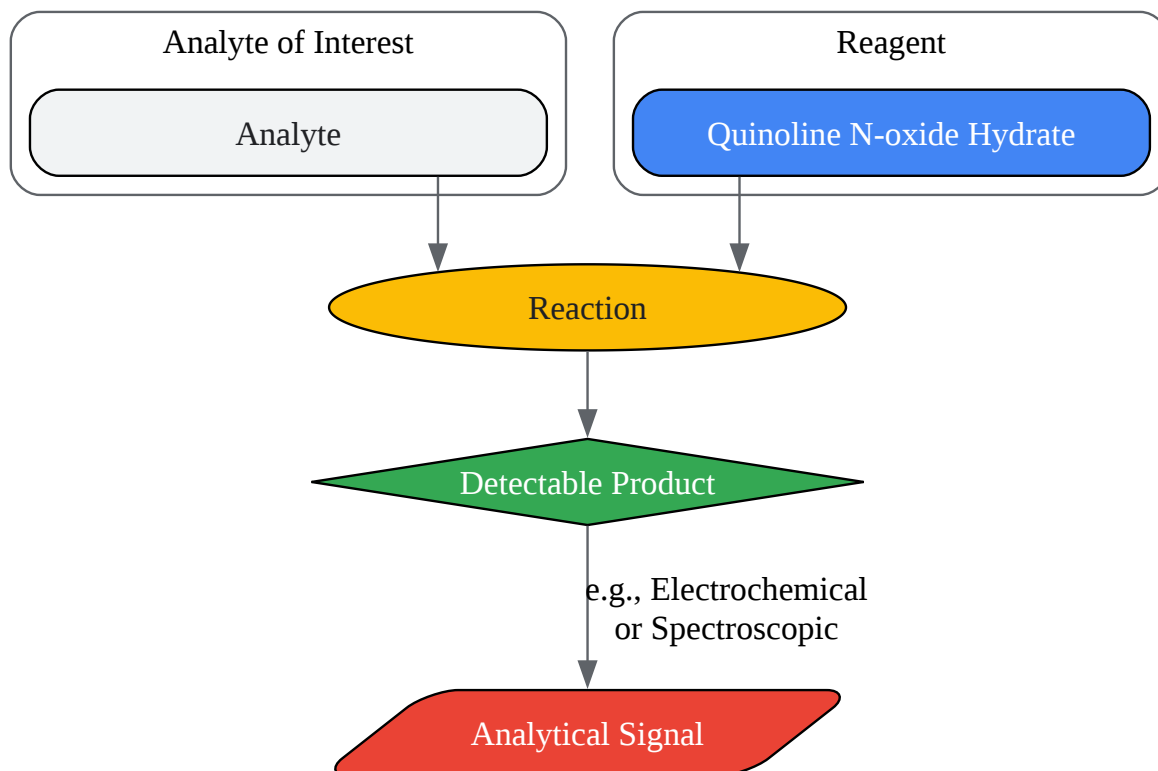 Analyte of Interest
Reagent
Analyte
Quinoline N-oxide Hydrate
Reaction
Detectable Product
e.g., Electrochemical
or Spectroscopic
Analytical Signal